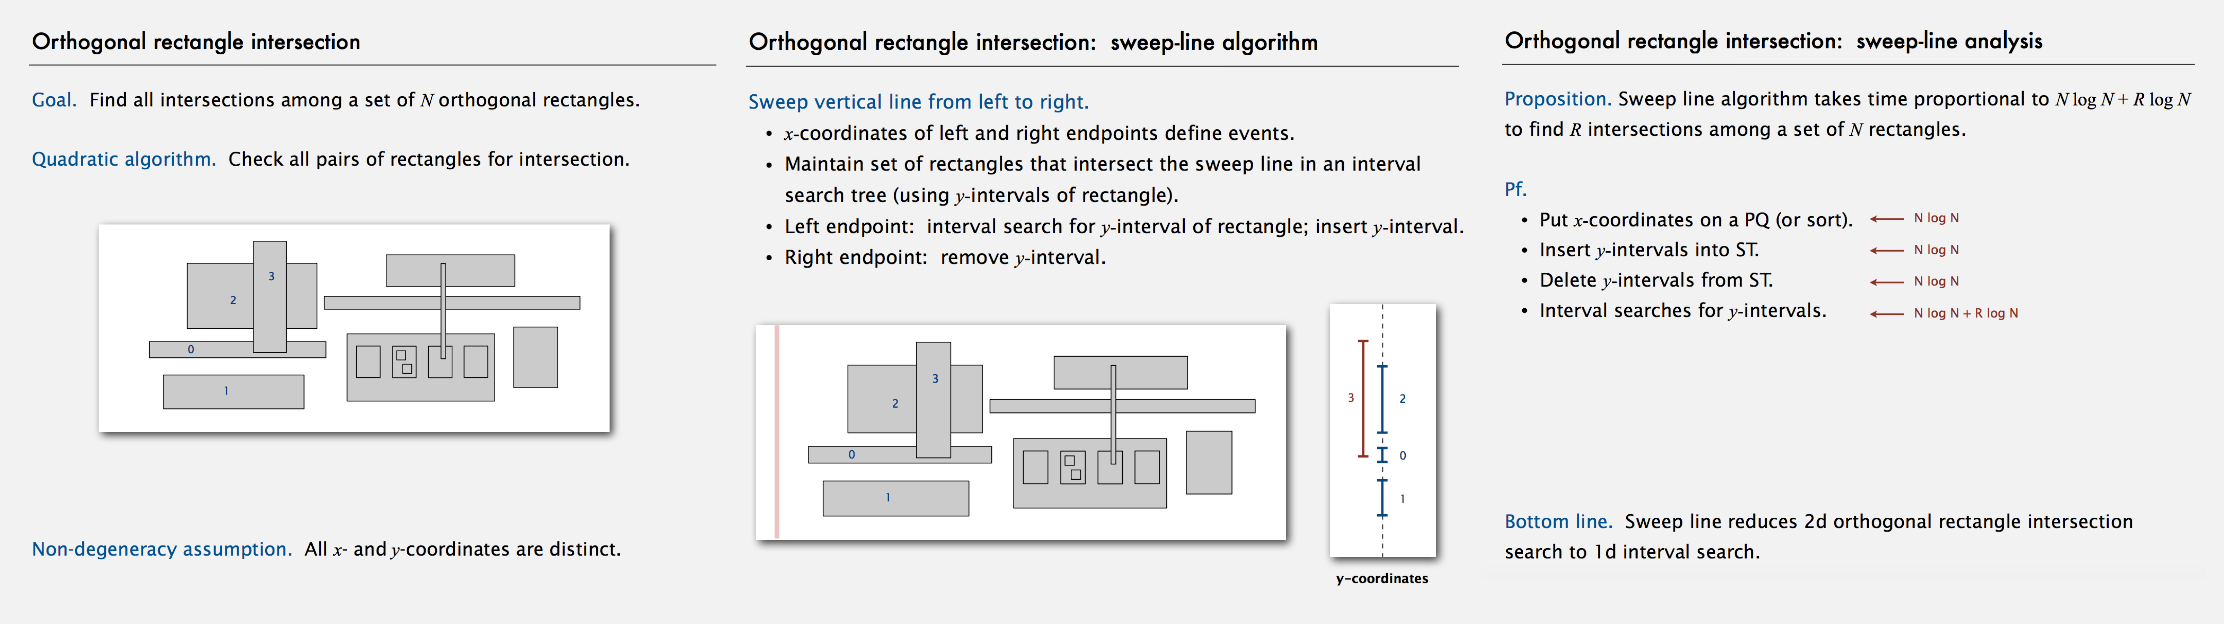 Orthogonal rectangle intersection
Goal. Find all intersections among a set of N orthogonal rectangles.
Quadratic algorithm. Check all pairs of rectangles for intersection.
3
2
0
1
Non-degeneracy assumption. All x- and y-coordinates are distinct.
Orthogonal rectangle intersection: sweep-line algorithm
Sweep vertical line from left to right.
• x-coordinates of left and right endpoints define events.
• Maintain set of rectangles that intersect the sweep line in an interval
search tree (using y-intervals of rectangle).
• Left endpoint: interval search for y-interval of rectangle; insert y-interval.
• Right endpoint: remove y-interval.
3
2
0
1
3
2
0
1
y-coordinates
Orthogonal rectangle intersection: sweep-line analysis
Proposition. Sweep line algorithm takes time proportional to N log N + R log N
to find R intersections among a set of N rectangles.
Pf.
• Put x-coordinates on a PQ (or sort). ← N log N
• Insert y-intervals into ST. ← N log N
• Delete y-intervals from ST. ← N log N
• Interval searches for y-intervals. ← N log N + R log N
Bottom line. Sweep line reduces 2d orthogonal rectangle intersection
search to 1d interval search.